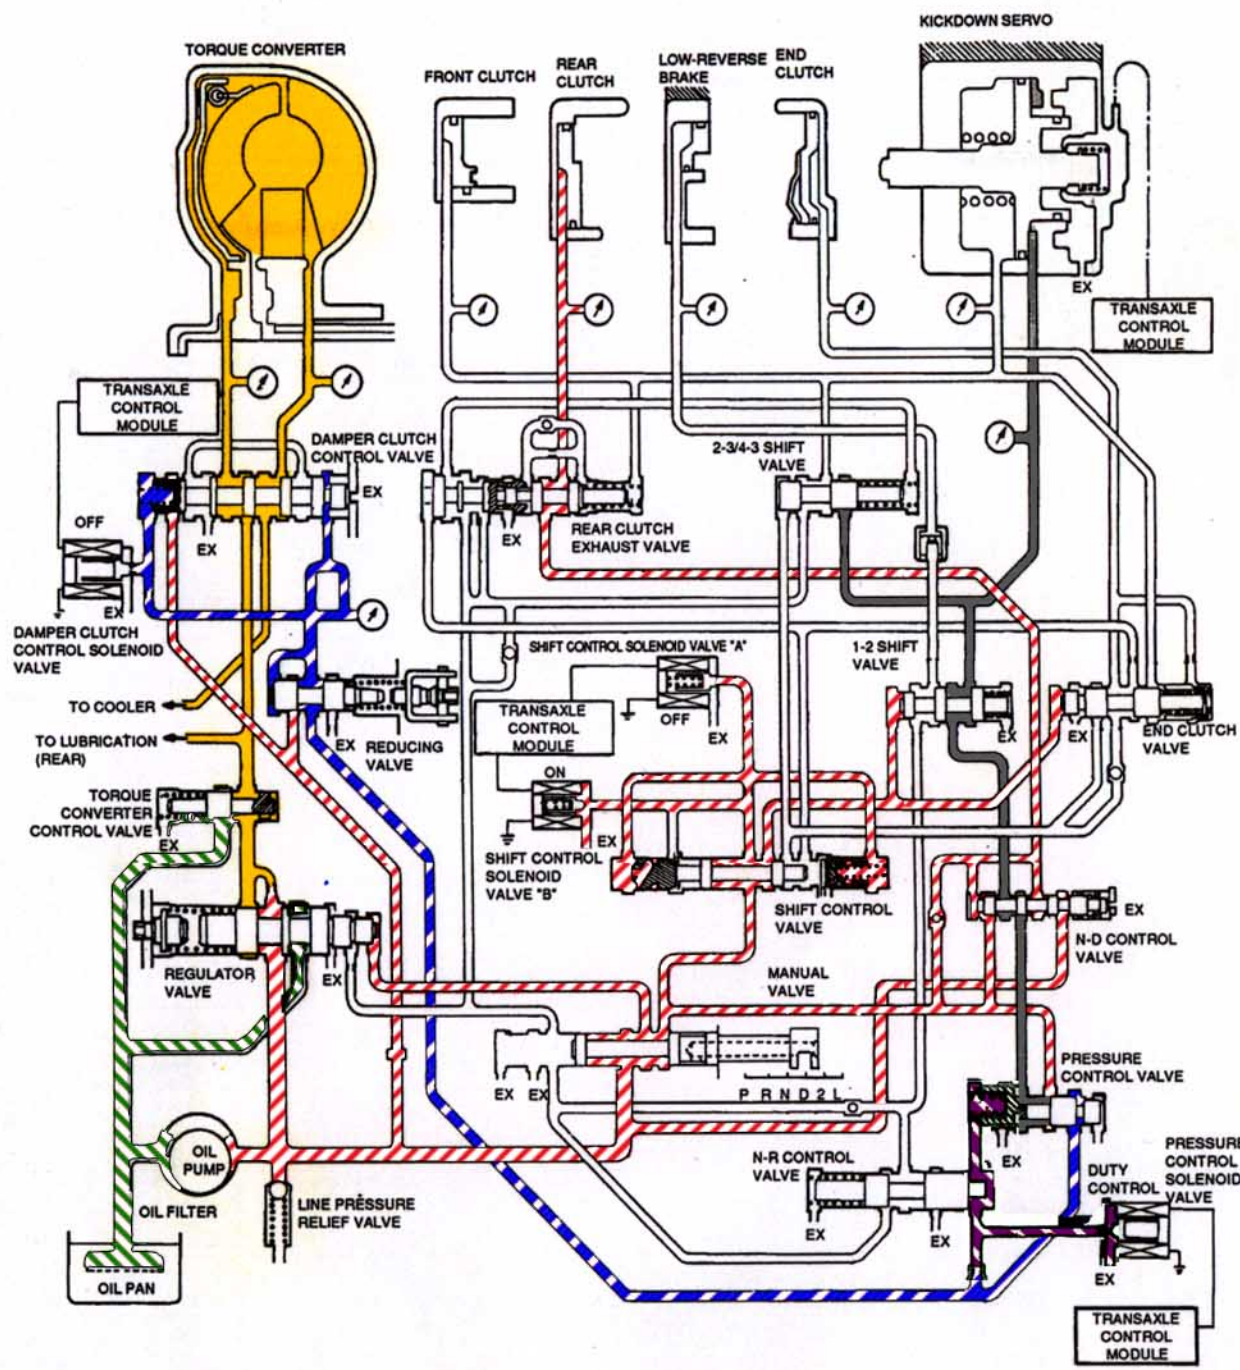 KICKDOWN SERVO
TORQUE CONVERTER
FRONT CLUTCH
REAR
CLUTCH
LOW-REVERSE
BRAKE
END
CLUTCH
EX
TRANSAXLE
CONTROL
MODULE
TRANSAXLE
CONTROL
MODULE
DAMPER CLUTCH
CONTROL VALVE
2-3/4-3 SHIFT
VALVE
EX
OFF
EX
EX
REAR CLUTCH
EXHAUST VALVE
EX
DAMPER CLUTCH
CONTROL SOLENOID
VALVE
SHIFT CONTROL SOLENOID VALVE "A"
1-2 SHIFT
VALVE
TO COOLER
TRANSAXLE
CONTROL
MODULE
OFF
EX
EX
EX
EX
REDUCING
VALVE
END CLUTCH
VALVE
TO LUBRICATION
(REAR)
ON
TORQUE
CONVERTER
CONTROL VALVE
EX
EX
SHIFT CONTROL
SOLENOID
VALVE "B"
SHIFT CONTROL
VALVE
EX
N-D CONTROL
VALVE
REGULATOR
VALVE
EX
MANUAL
VALVE
PRESSURE
CONTROL VALVE
EX EX
P R N D 2 L
OIL
PUMP
N-R CONTROL
VALVE
EX
DUTY
CONTROL
PRESSURE
CONTROL
SOLENOID
VALVE
OIL FILTER
LINE PRESSURE
RELIEF VALVE
EX
EX
EX
OIL PAN
TRANSAXLE
CONTROL
MODULE